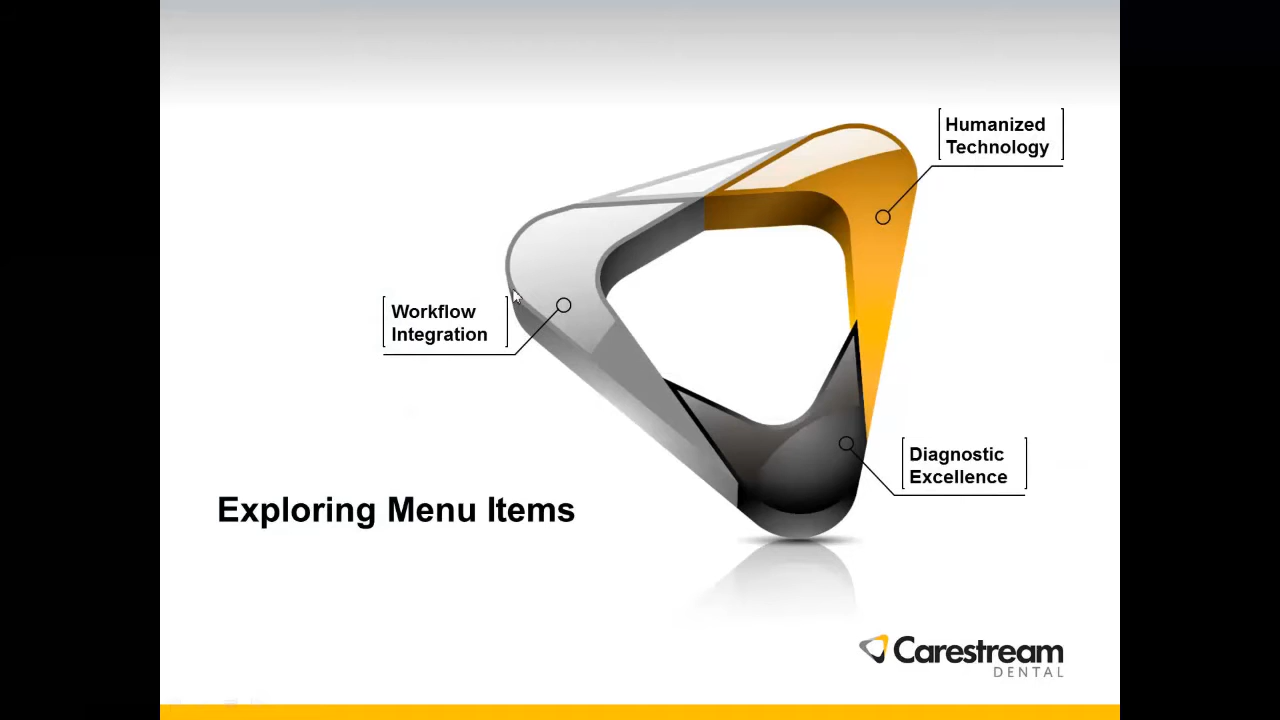 Humanized
Technology
Workflow
Integration
Diagnostic
Excellence
Exploring Menu Items
Carestream
DENTAL